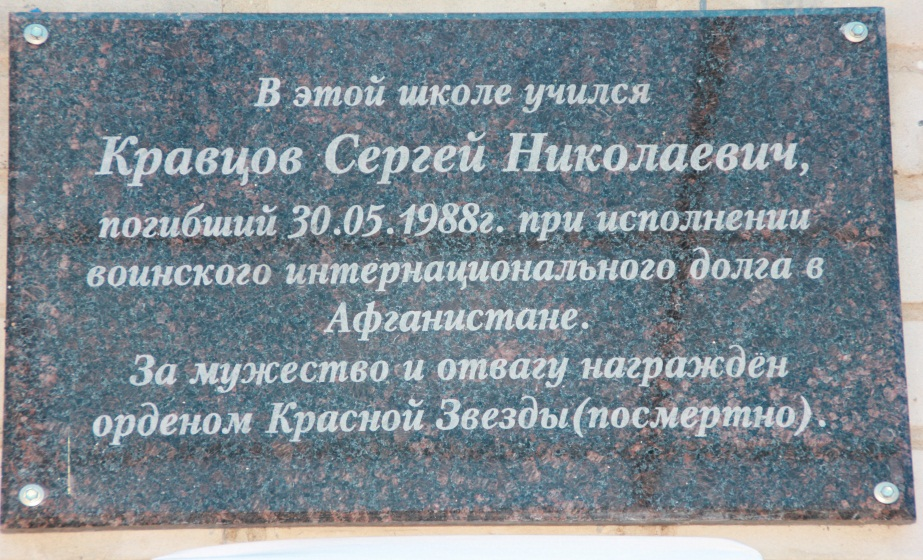 В этой школе учился
Кравцов Сергей Николаевич,
погибший 30.05.1988г. при исполнении
воинского интернационального долга в
Афганистане.
За мужество и отвагу награждён
орденом Красной Звезды(посмертно).